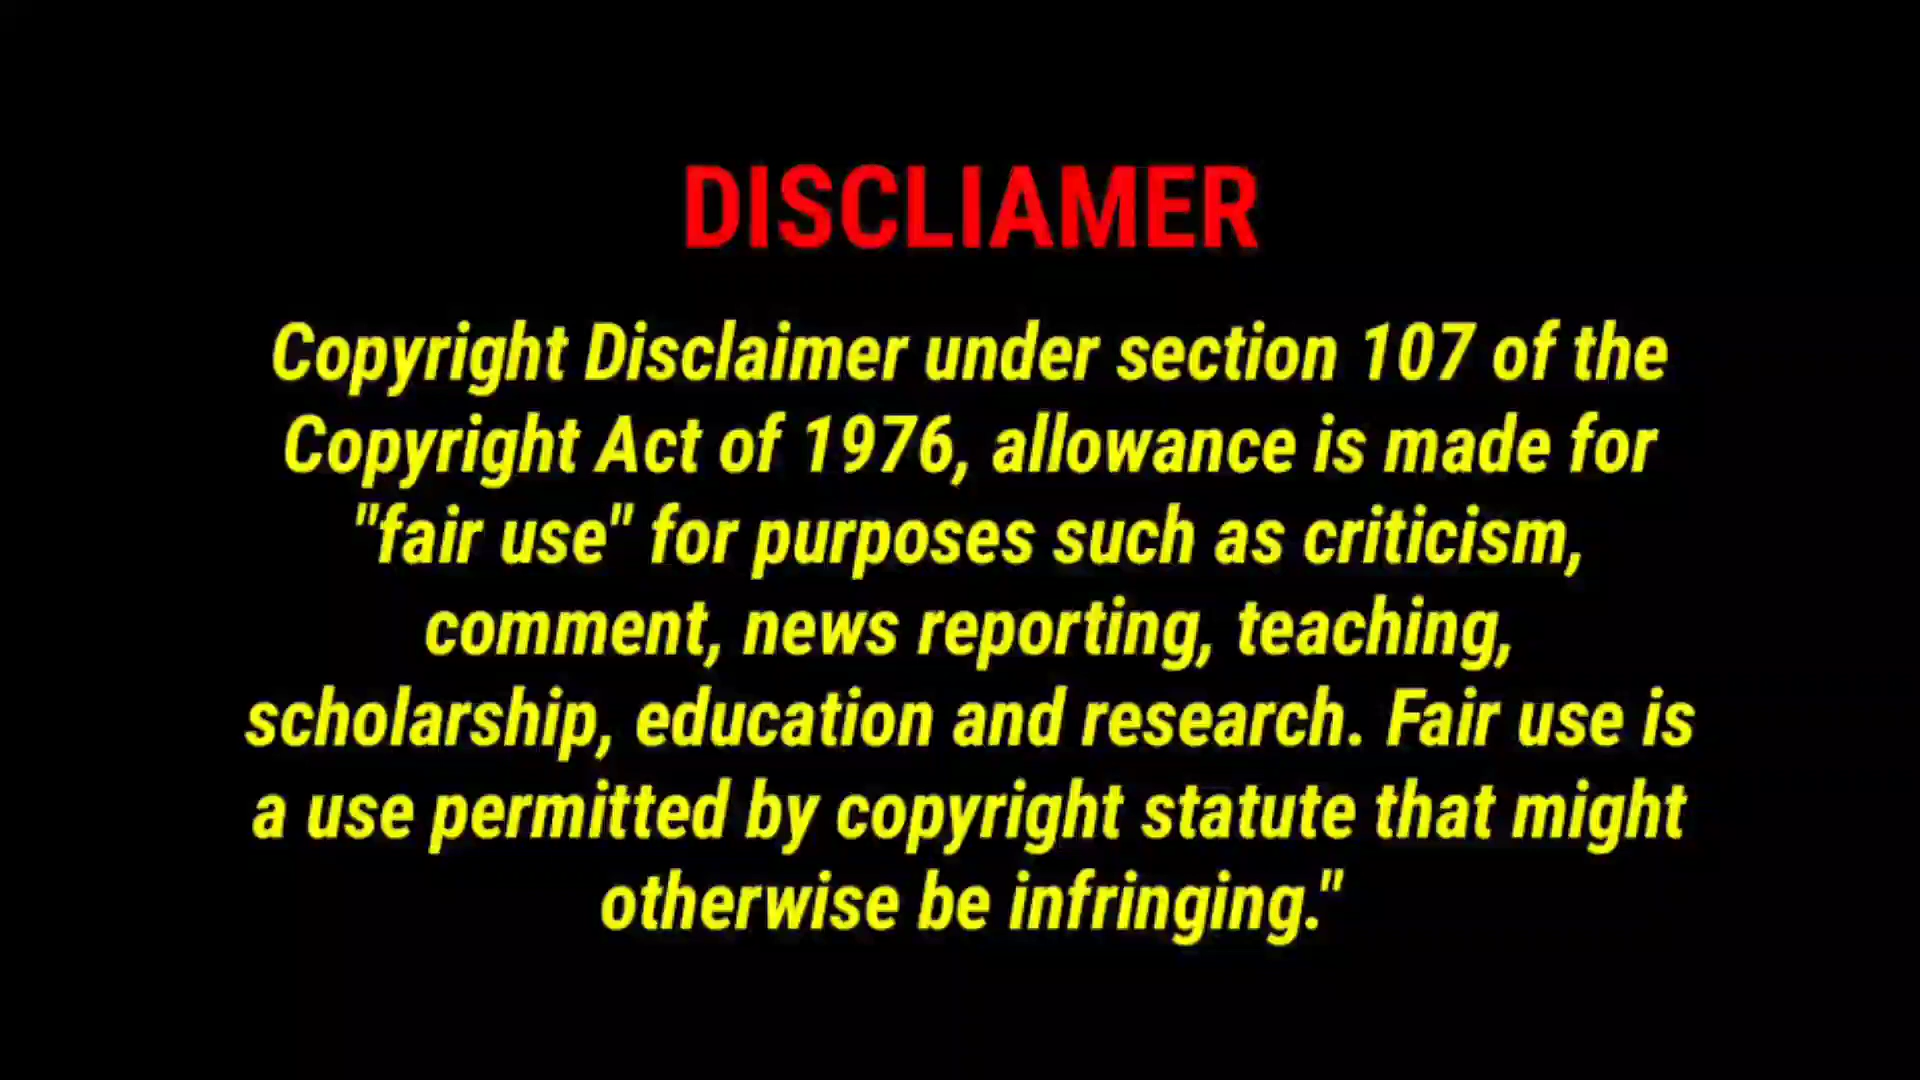 DISCLIAMER
Copyright Disclaimer under section 107 of the
Copyright Act of 1976, allowance is made for
"fair use" for purposes such as criticism,
comment, news reporting, teaching,
scholarship, education and research. Fair use is
a use permitted by copyright statute that might
otherwise be infringing."